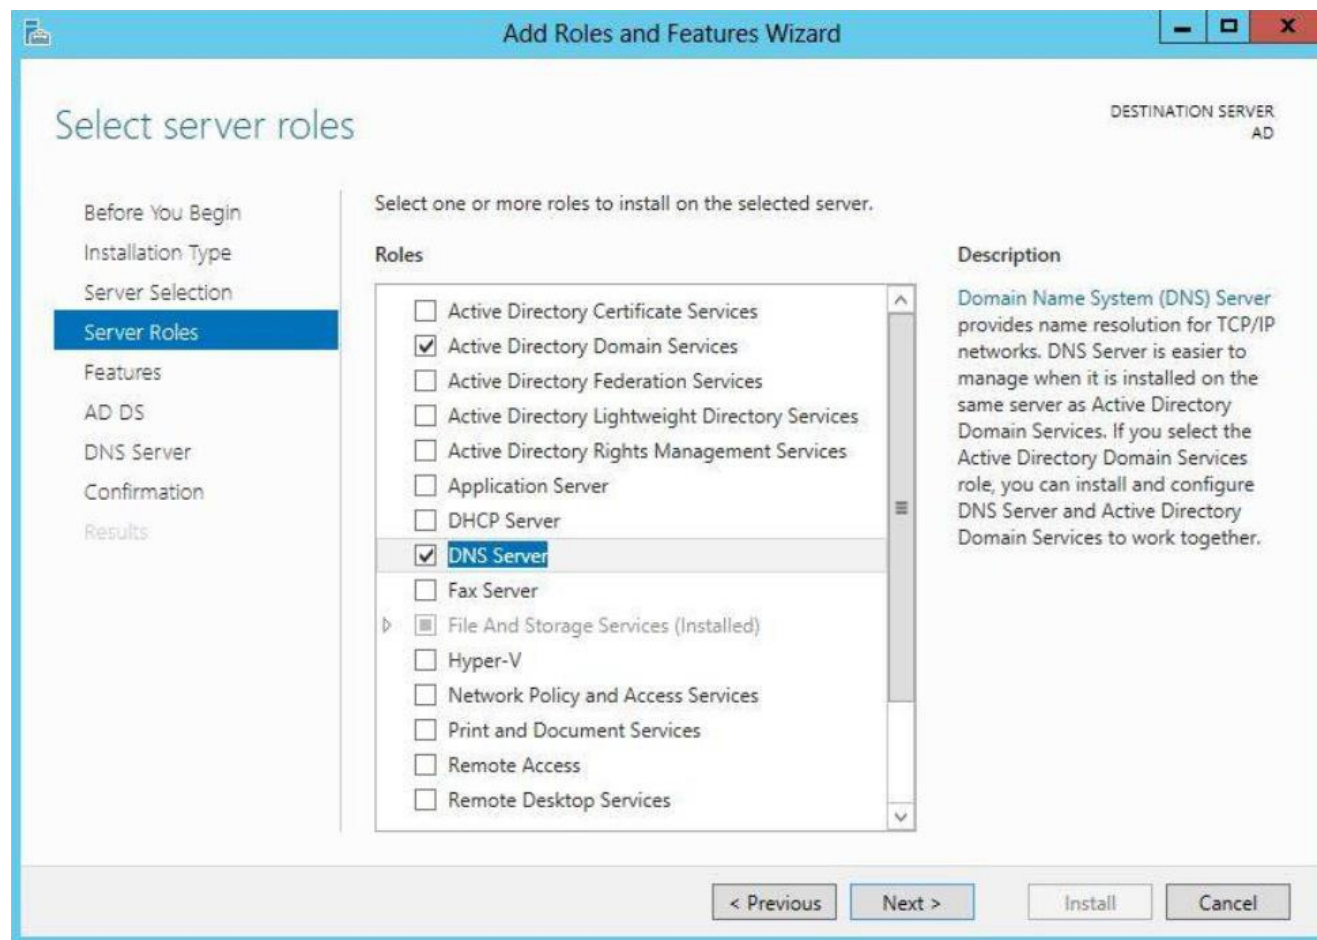 Add Roles and Features Wizard
Select server roles
DESTINATION SERVER
AD
Before You Begin
Installation Type
Server Selection
Server Roles
Features
AD DS
DNS Server
Confirmation
Results
Select one or more roles to install on the selected server.
Roles
Active Directory Certificate Services
Active Directory Domain Services
Active Directory Federation Services
Active Directory Lightweight Directory Services
Active Directory Rights Management Services
Application Server
DHCP Server
DNS Server
Fax Server
File And Storage Services (Installed)
Hyper-V
Network Policy and Access Services
Print and Document Services
Remote Access
Remote Desktop Services
Description
Domain Name System (DNS) Server
provides name resolution for TCP/IP
networks. DNS Server is easier to
manage when it is installed on the
same server as Active Directory
Domain Services. If you select the
Active Directory Domain Services
role, you can install and configure
DNS Server and Active Directory
Domain Services to work together.
< Previous
Next >
Install
Cancel